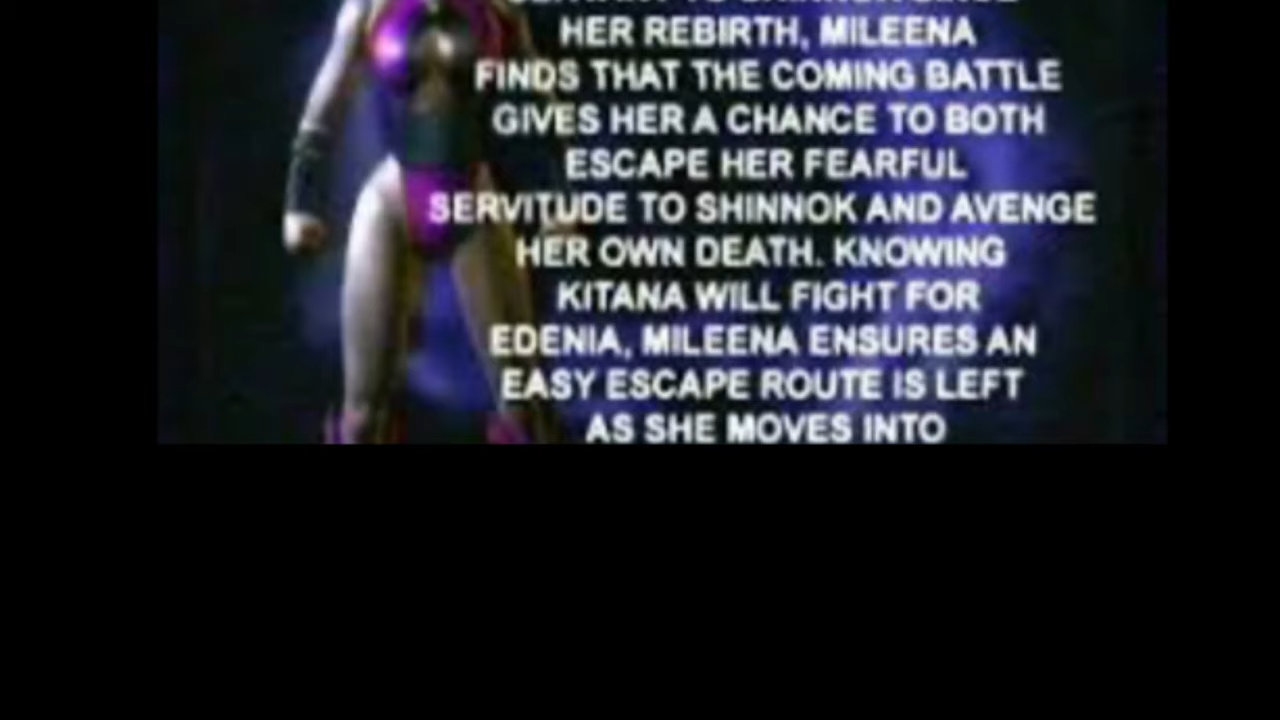 HER REBIRTH, MILEENA
FINDS THAT THE COMING BATTLE
GIVES HER A CHANCE TO BOTH
ESCAPE HER FEARFUL
SERVITUDE TO SHINNOK AND AVENGE
HER OWN DEATH. KNOWING
KITANA WILL FIGHT FOR
EDENIA, MILEENA ENSURES AN
EASY ESCAPE ROUTE IS LEFT
AS SHE MOVES INTO